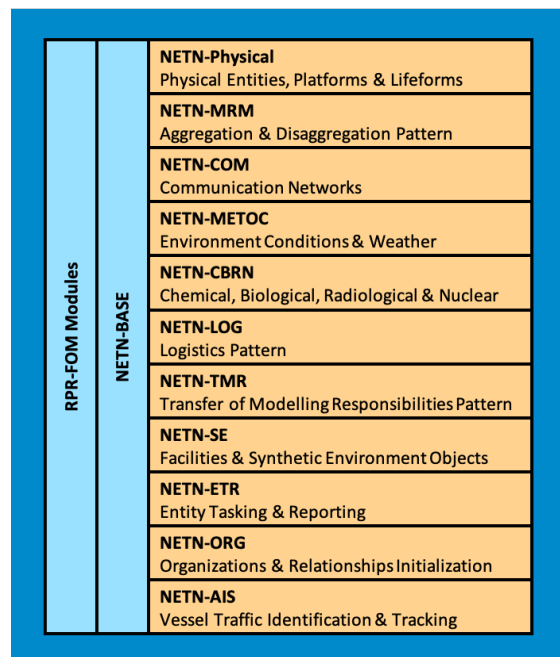 RPR-FOM Modules
NETN-BASE
NETN-Physical
Physical Entities, Platforms & Lifeforms
NETN-MRM
Aggregation & Disaggregation Pattern
NETN-COM
Communication Networks
NETN-METOC
Environment Conditions & Weather
NETN-CBRN
Chemical, Biological, Radiological & Nuclear
NETN-LOG
Logistics Pattern
NETN-TMR
Transfer of Modelling Responsibilities Pattern
NETN-SE
Facilities & Synthetic Environment Objects
NETN-ETR
Entity Tasking & Reporting
NETN-ORG
Organizations & Relationships Initialization
NETN-AIS
Vessel Traffic Identification & Tracking